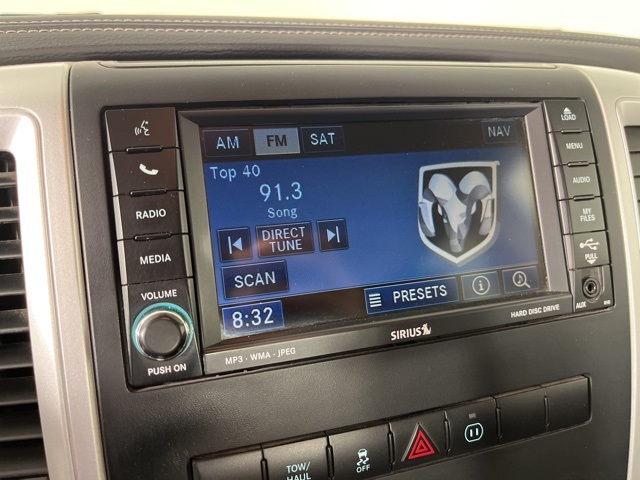 AM FM SAT NAV
Top 40
91.3
Song
DIRECT
TUNE
SCAN
PRESETS
8:32
RADIO
MEDIA
VOLUME
PUSH ON
LOAD
MENU
AUDIO
MY
FILES
PULL
AUX
SIRIUS
HARD DISC DRIVE
MP3 - WMA - JPEG
TOW/
HAUL
OFF